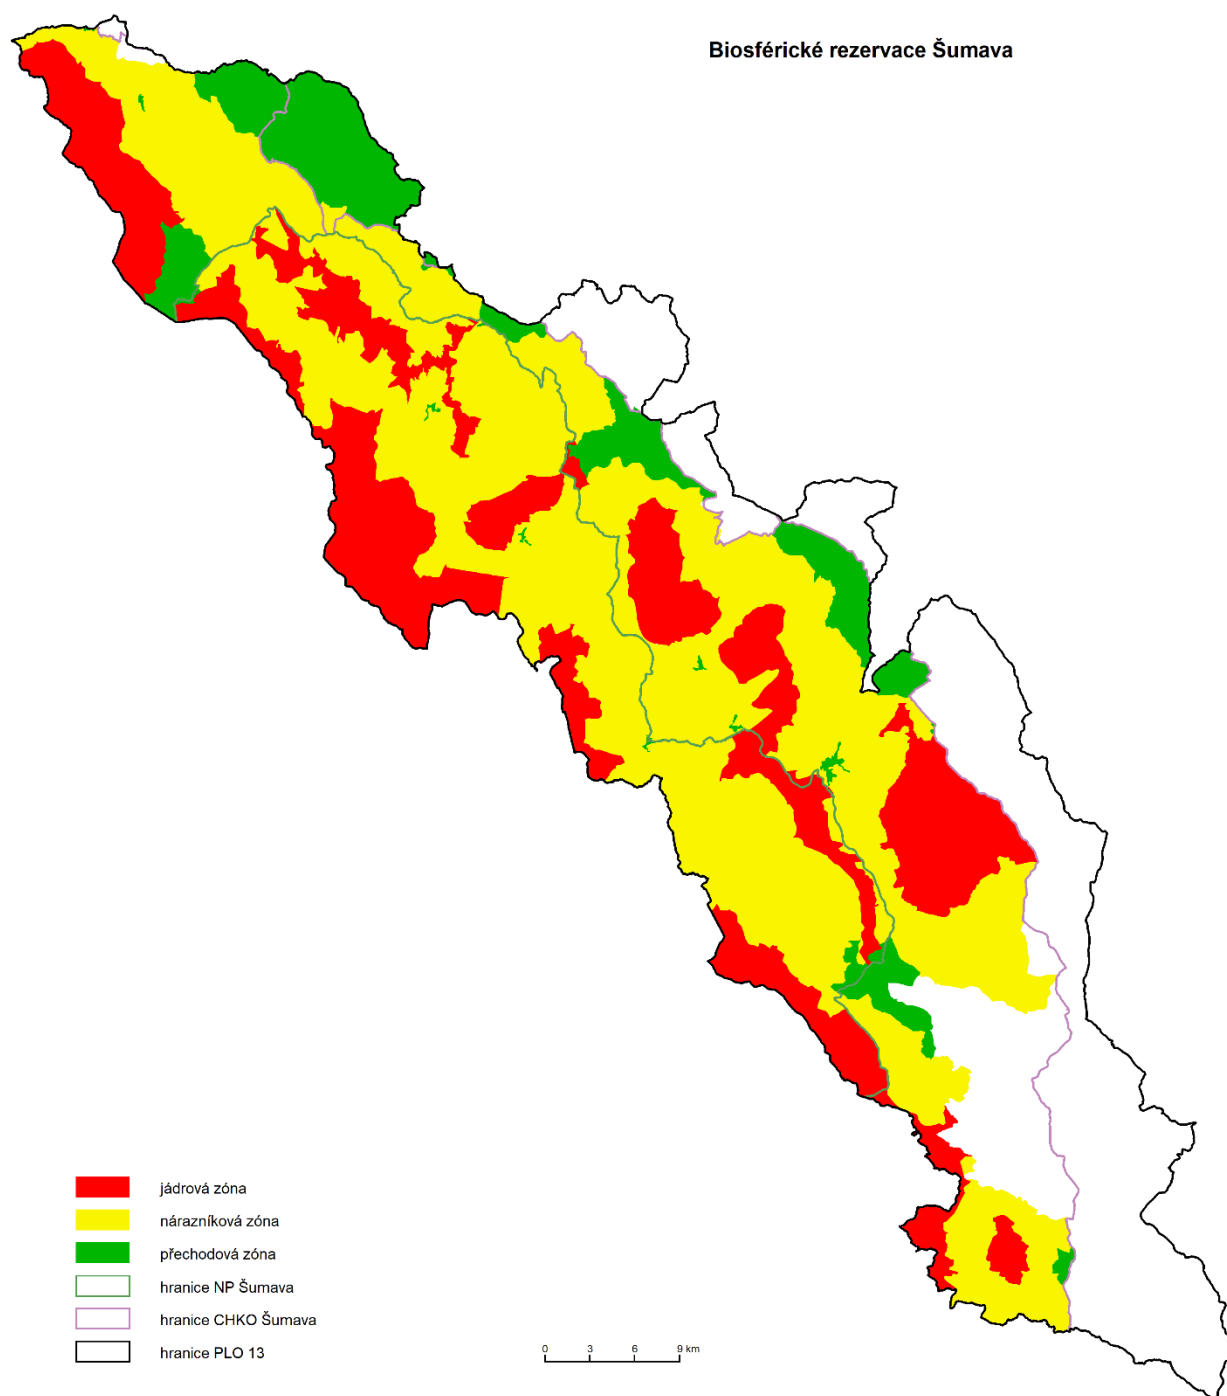 Biosférické rezervace Šumava
jádrová zóna
nárazníková zóna
přechodová zóna
hranice NP Šumava
hranice CHKO Šumava
hranice PLO 13
0 3 6 9 km